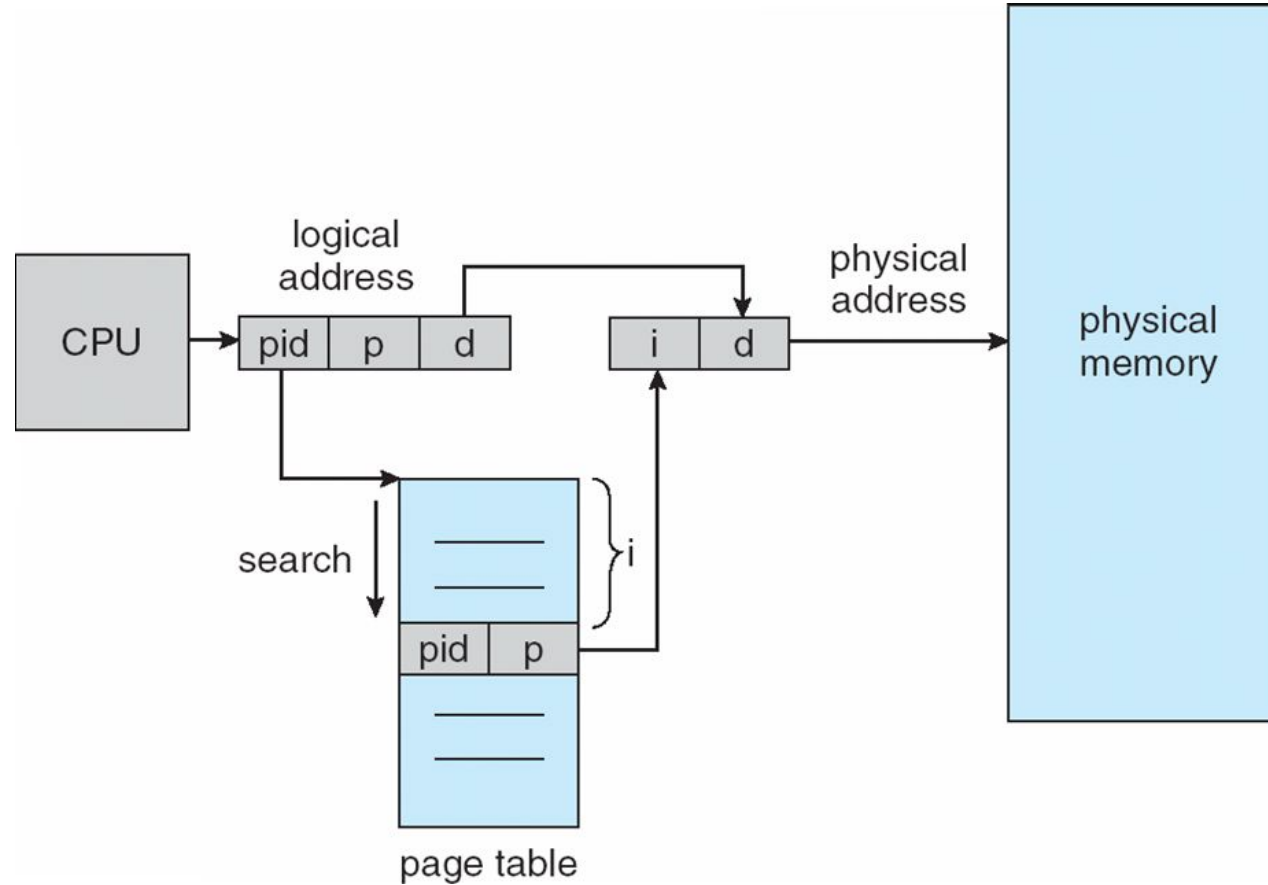 logical
address
physical
address
CPU
pid p d
i d
physical
memory
search
i
pid p
page table